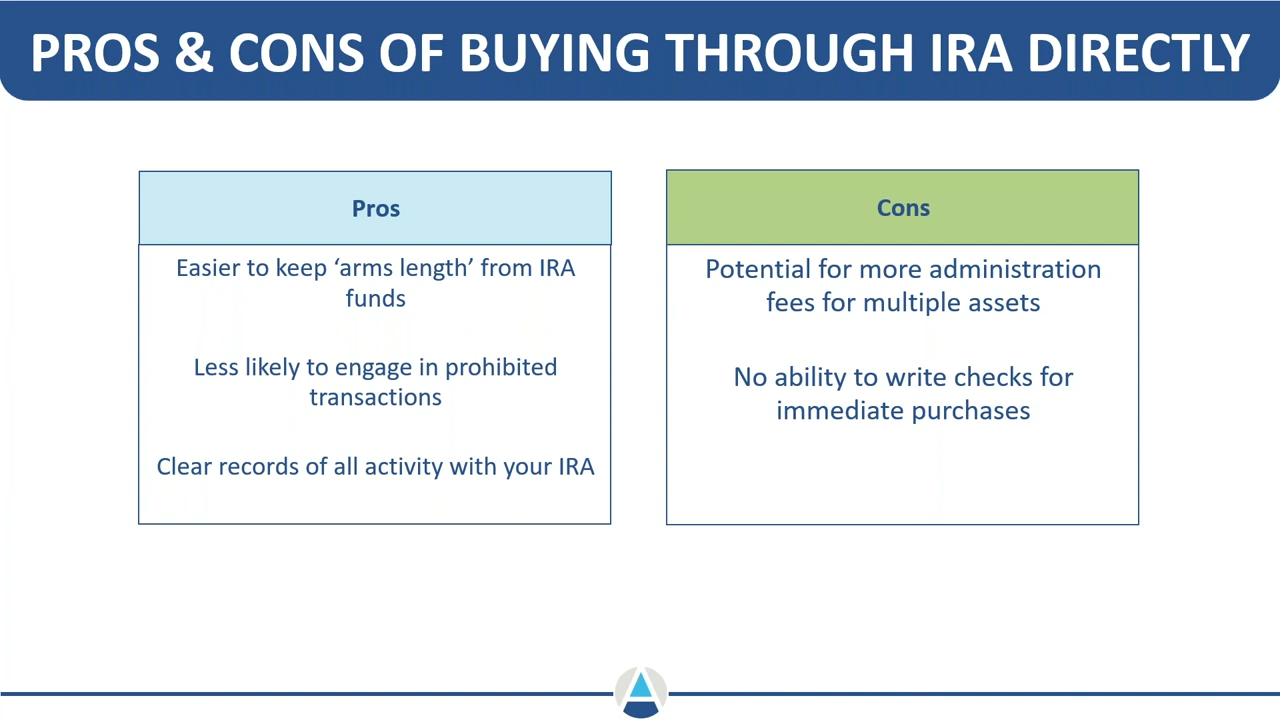 PROS & CONS OF BUYING THROUGH IRA DIRECTLY
Pros
Easier to keep ‘arms length’ from IRA
funds
Less likely to engage in prohibited
transactions
Clear records of all activity with your IRA
Cons
Potential for more administration
fees for multiple assets
No ability to write checks for
immediate purchases